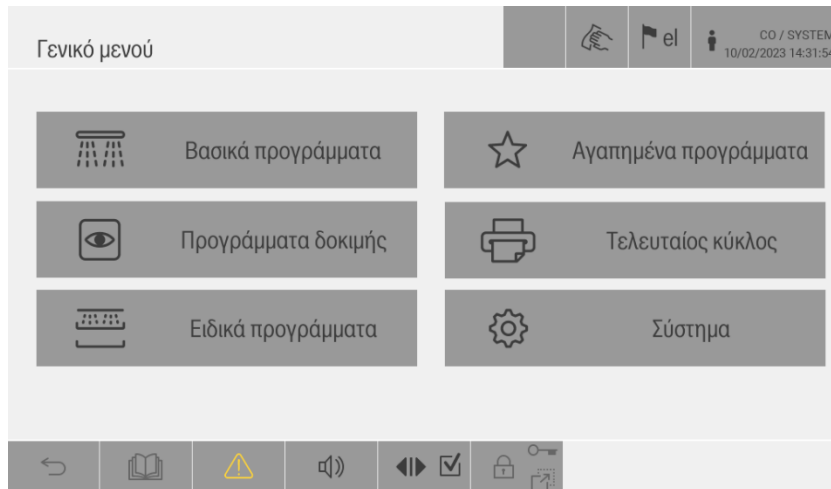 Γενικό μενού
el
CO / SYSTEM
10/02/2023 14:31:54
Βασικά προγράμματα
Αγαπημένα προγράμματα
Προγράμματα δοκιμής
Τελευταίος κύκλος
Ειδικά προγράμματα
Σύστημα